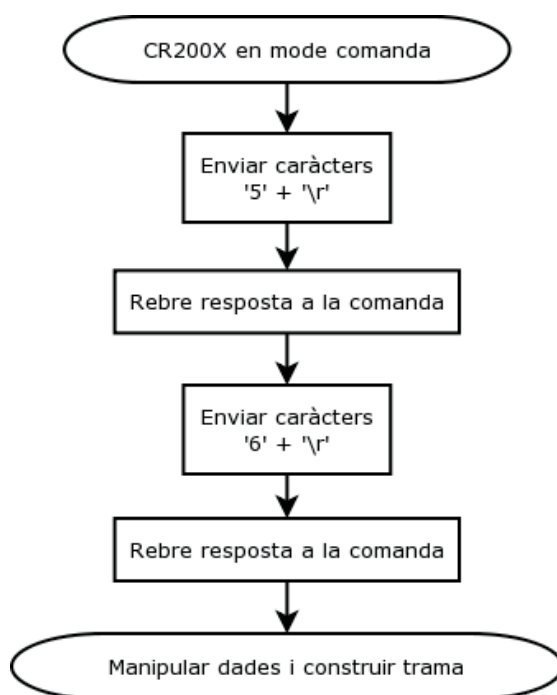 CR200X en mode comanda
Enviar caràcters
'5' + '\r'
Rebre resposta a la comanda
Enviar caràcters
'6' + '\r'
Rebre resposta a la comanda
Manipular dades i construir trama